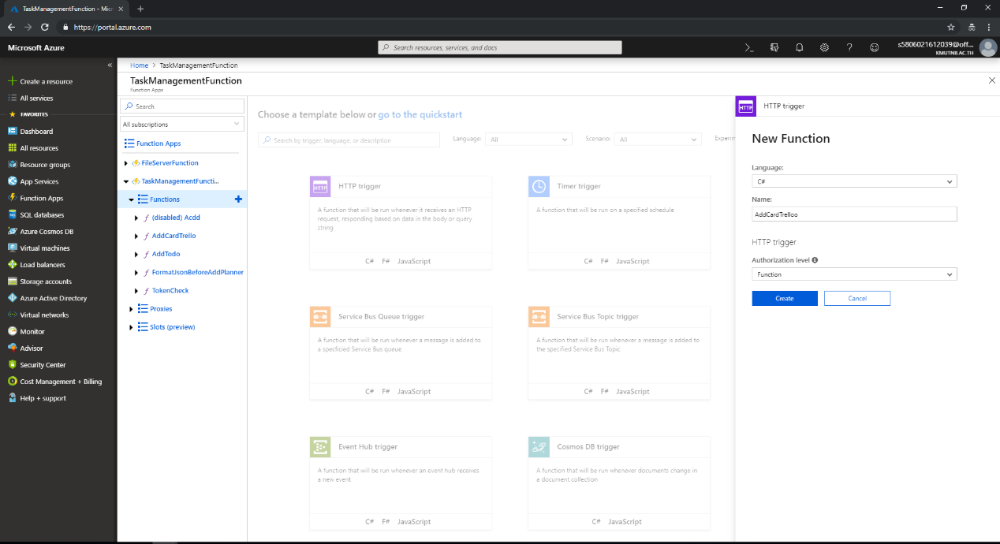 TaskManagementFunction - Mic
https://portal.azure.com
Microsoft Azure
Search resources, services, and docs
s5806021612039@off...
KMUTNB.AC.TH
Create a resource
All services
FAVORITES
Dashboard
All resources
Resource groups
App Services
Function Apps
SQL databases
Azure Cosmos DB
Virtual machines
Load balancers
Storage accounts
Azure Active Directory
Virtual networks
Monitor
Advisor
Security Center
Cost Management + Billing
Help + support
Home > TaskManagementFunction
TaskManagementFunction
Function Apps
Search
All subscriptions
Function Apps
FileServerFunction
TaskManagementFuncti...
Functions
(disabled) Acdd
AddCardTrello
AddTodo
FormatJsonBeforeAddPlanner
TokenCheck
Proxies
Slots (preview)
Choose a template below or go to the quickstart
Search by trigger, language, or description
Language: All
Scenario: All
Experim
HTTP
HTTP trigger
A function that will be run whenever it receives an HTTP
request, responding based on data in the body or query
string
C# F# JavaScript
Timer trigger
A function that will be run on a specified schedule
C# F# JavaScript
Service Bus Queue trigger
A function that will be run whenever a message is added to
a specficied Service Bus queue
C# F# JavaScript
Service Bus Topic trigger
A function that will be run whenever a message is added to
the specified Service Bus Topic
C# F# JavaScript
Event Hub trigger
A function that will be run whenever an event hub receives
a new event
C# F# JavaScript
Cosmos DB trigger
A function that will be run whenever documents change in
a document collection
C# JavaScript
HTTP
HTTP trigger
New Function
Language:
C#
Name:
AddCardTrelloo
HTTP trigger
Authorization level
Function
Create
Cancel